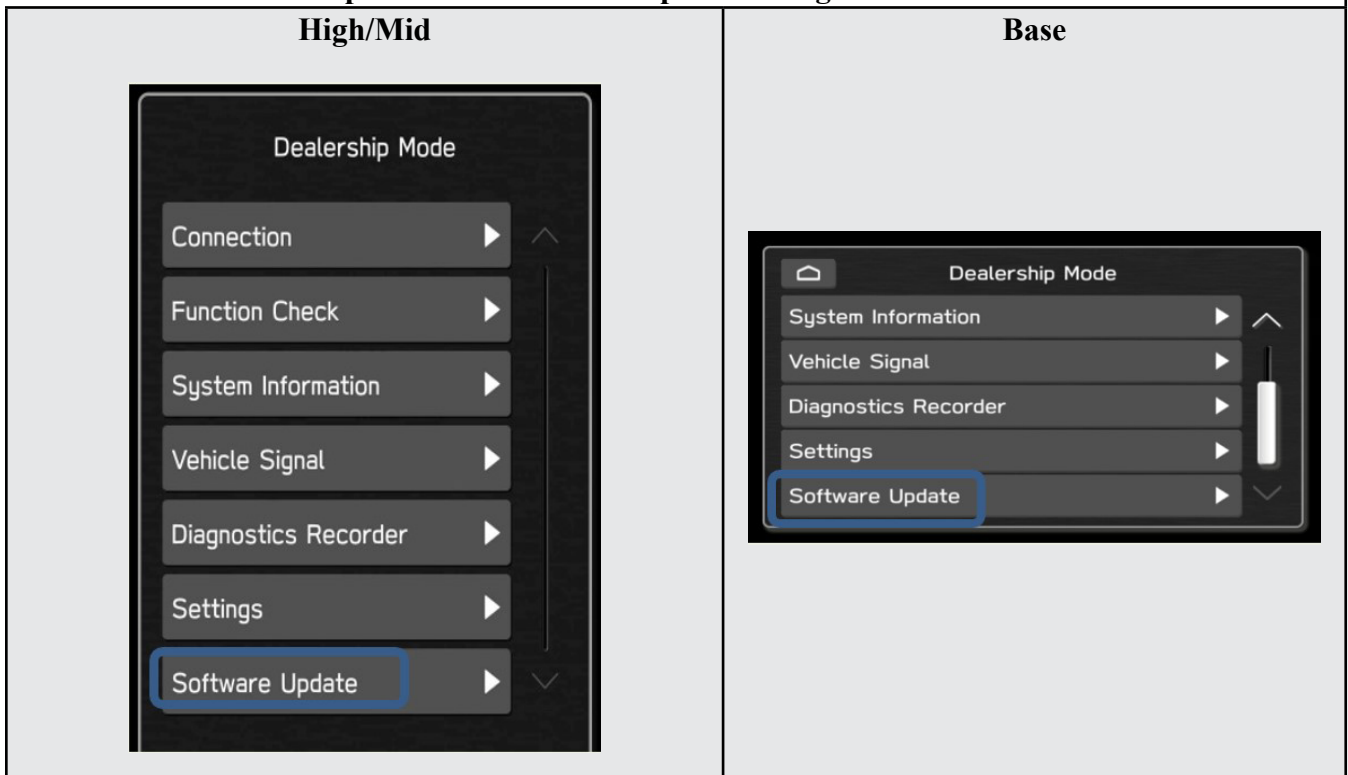 High/Mid
Base
Dealership Mode
Connection
Function Check
System Information
Vehicle Signal
Diagnostics Recorder
Settings
Software Update
Dealership Mode
System Information
Vehicle Signal
Diagnostics Recorder
Settings
Software Update